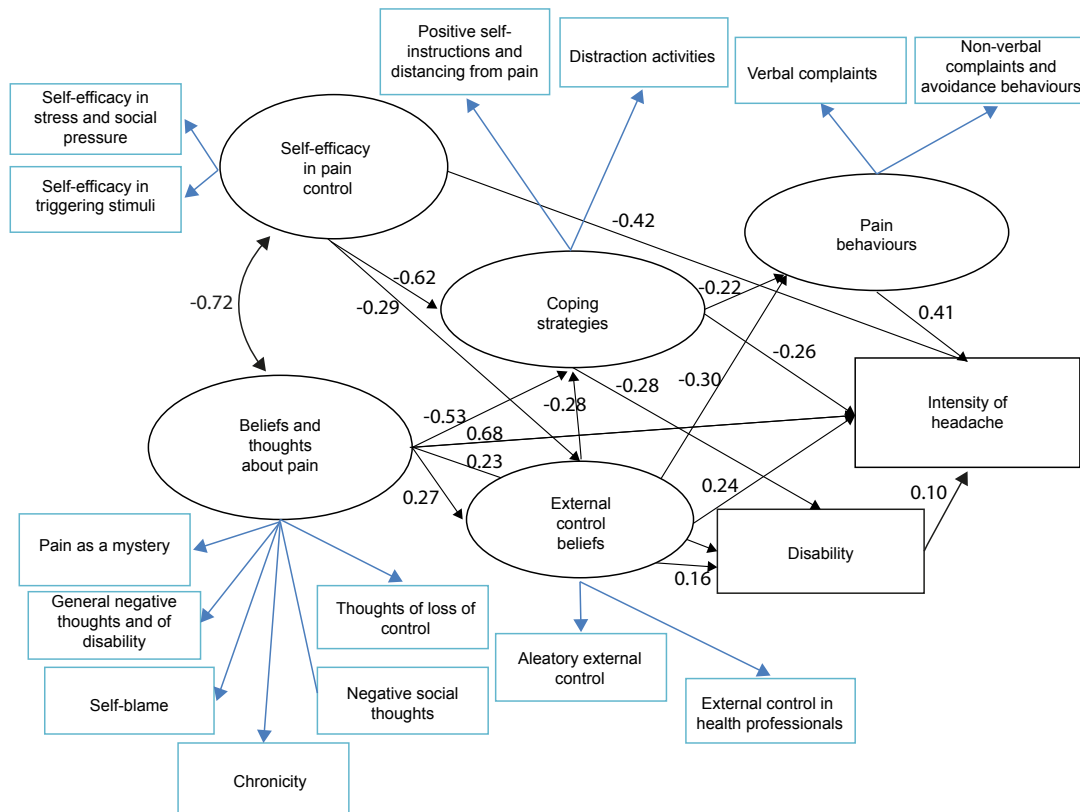 Positive self-
instructions and
distancing from pain
Distraction activities
Verbal complaints
Non-verbal
complaints and
avoidance behaviours
Self-efficacy in
stress and social
pressure
Self-efficacy in
triggering stimuli
Self-efficacy
in pain
control
Pain
behaviours
-0.42
-0.62
-0.72
-0.29
Coping
strategies
-0.22
0.41
-0.26
-0.30
-0.28
-0.28
-0.53
0.68
0.23
0.27
Beliefs and
thoughts
about pain
Intensity of
headache
0.24
0.10
External
control
beliefs
0.16
Disability
Pain as a mystery
General negative
thoughts and of
disability
Thoughts of loss of
control
Self-blame
Negative social
thoughts
Chronicity
Aleatory external
control
External control in
health professionals